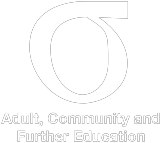 Adult, Community and
Further Education